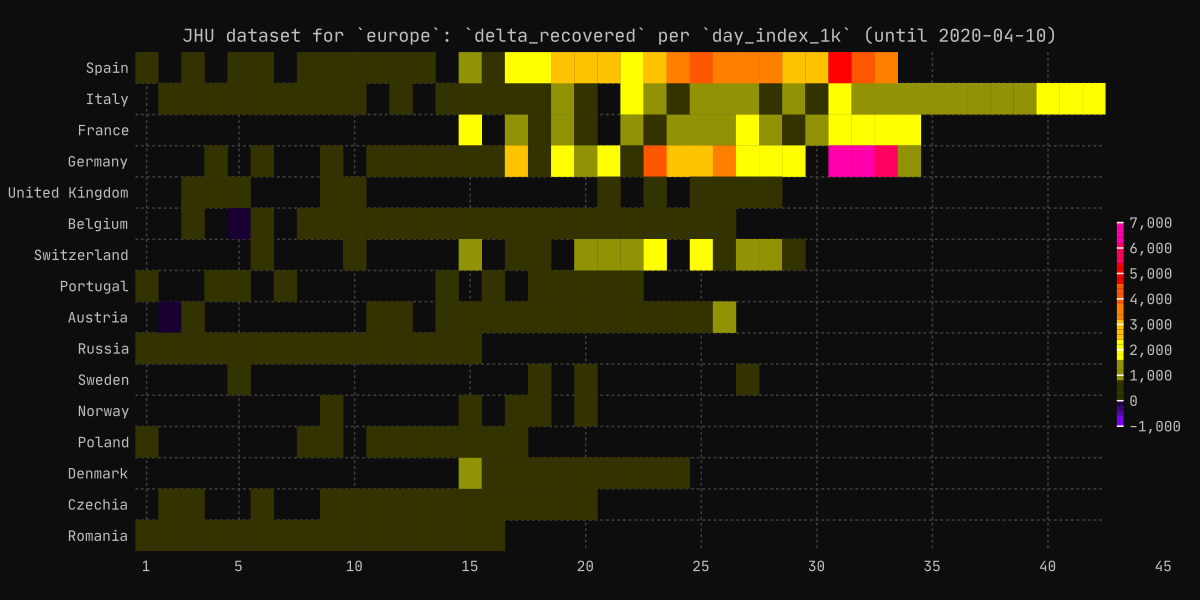 JHU dataset for `europe`: `delta_recovered` per `day_index_1k` (until 2020-04-10)
Spain
Italy
France
Germany
United Kingdom
Belgium
Switzerland
Portugal
Austria
Russia
Sweden
Norway
Poland
Denmark
Czechia
Romania
1 5 10 15 20 25 30 35 40 45
7,000
6,000
5,000
4,000
3,000
2,000
1,000
0
-1,000